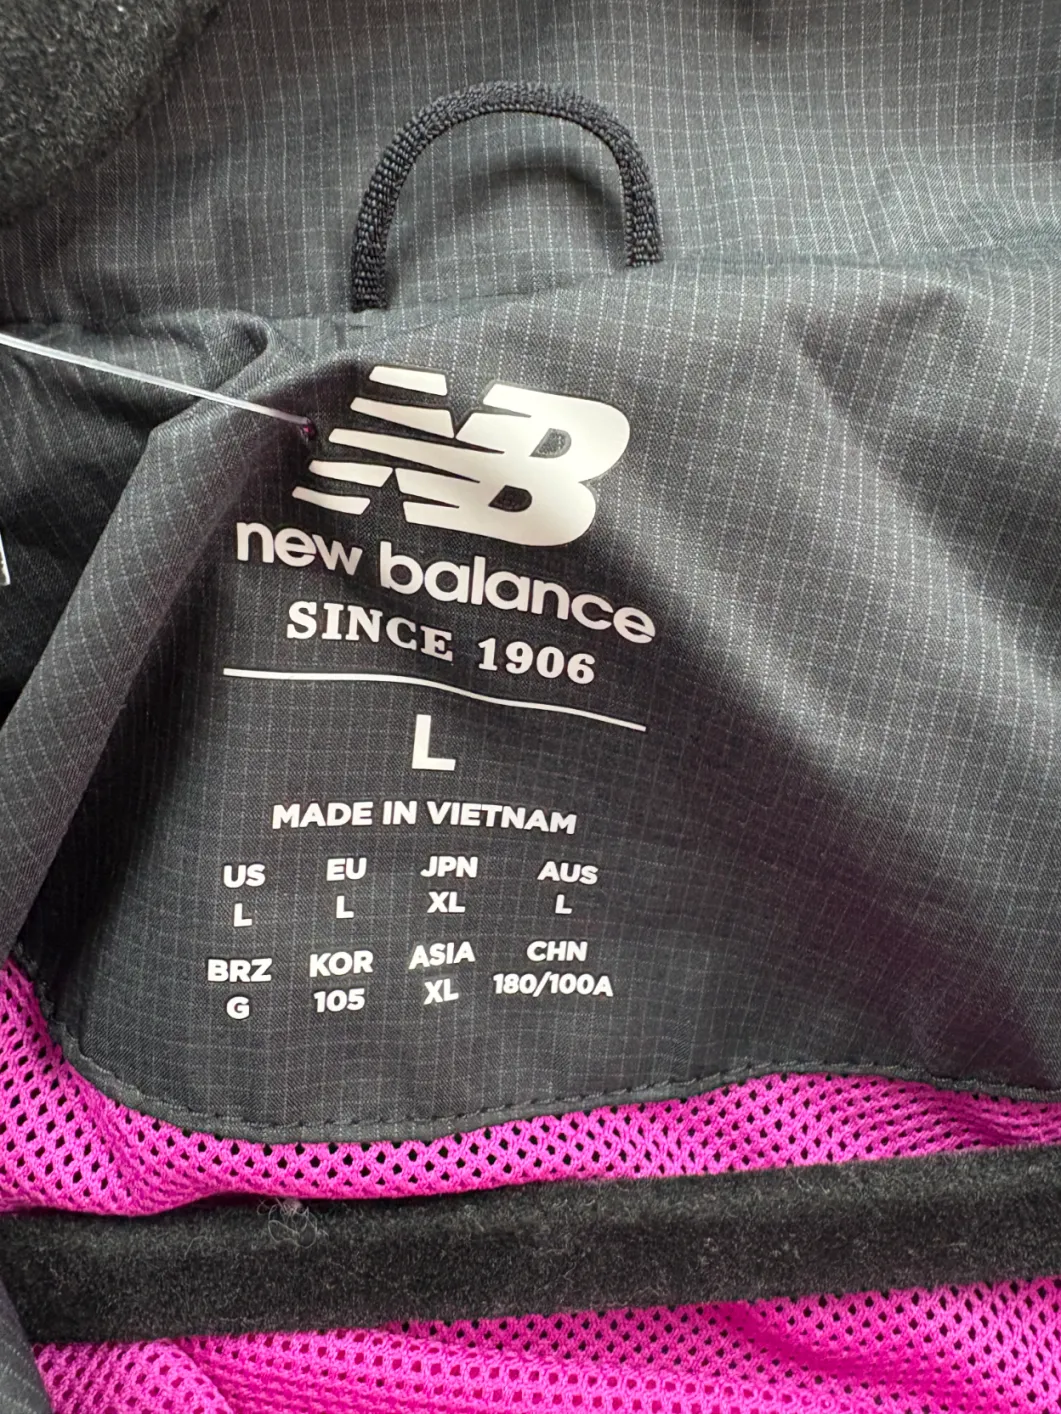 NB
new balance
SINCE 1906
L
MADE IN VIETNAM
US EU JPN AUS
L L XL L
BRZ KOR ASIA CHN
G 105 XL 180/100A